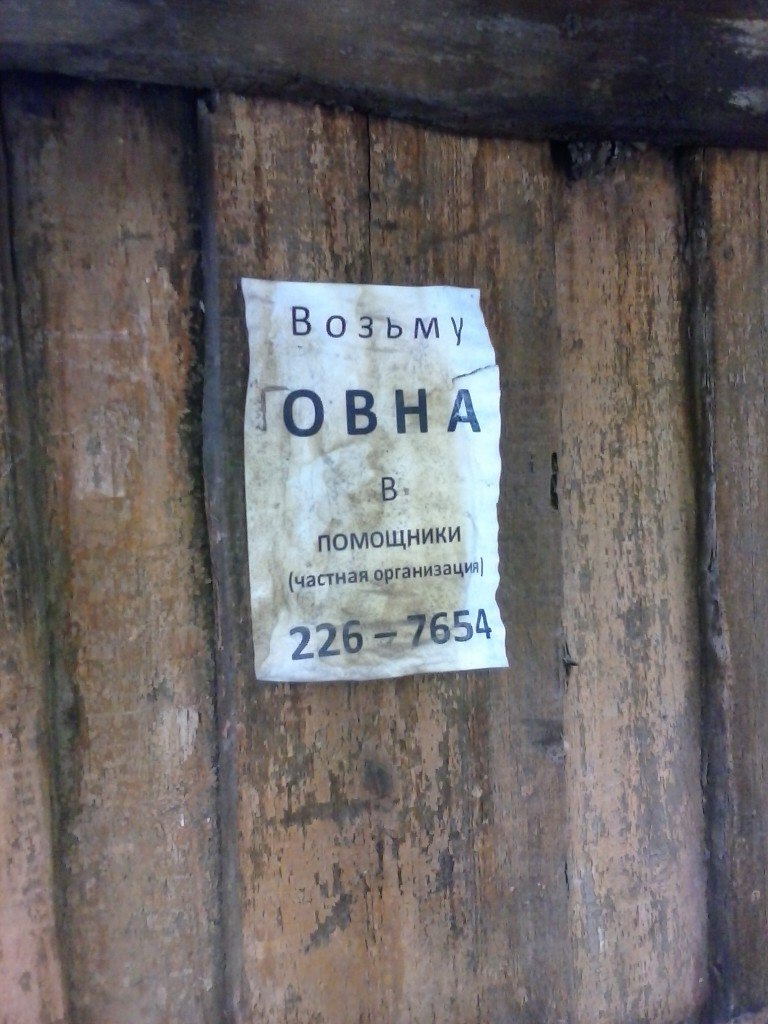 Возьму
ОВНА
В
помощники
(частная организация)
226 – 7654